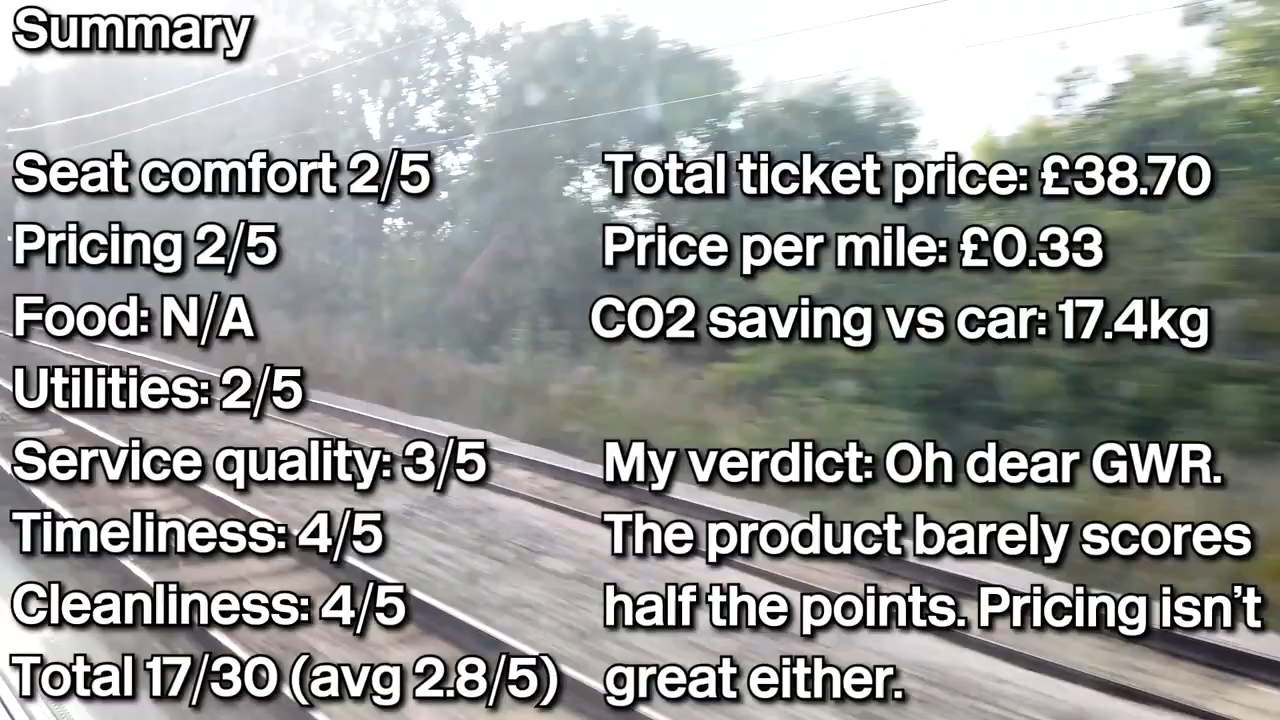 Summary
Seat comfort 2/5
Pricing 2/5
Food: N/A
Utilities: 2/5
Service quality: 3/5
Timeliness: 4/5
Cleanliness: 4/5
Total 17/30 (avg 2.8/5)
Total ticket price: £38.70
Price per mile: £0.33
CO2 saving vs car: 17.4kg
My verdict: Oh dear GWR.
The product barely scores
half the points. Pricing isn't
great either.